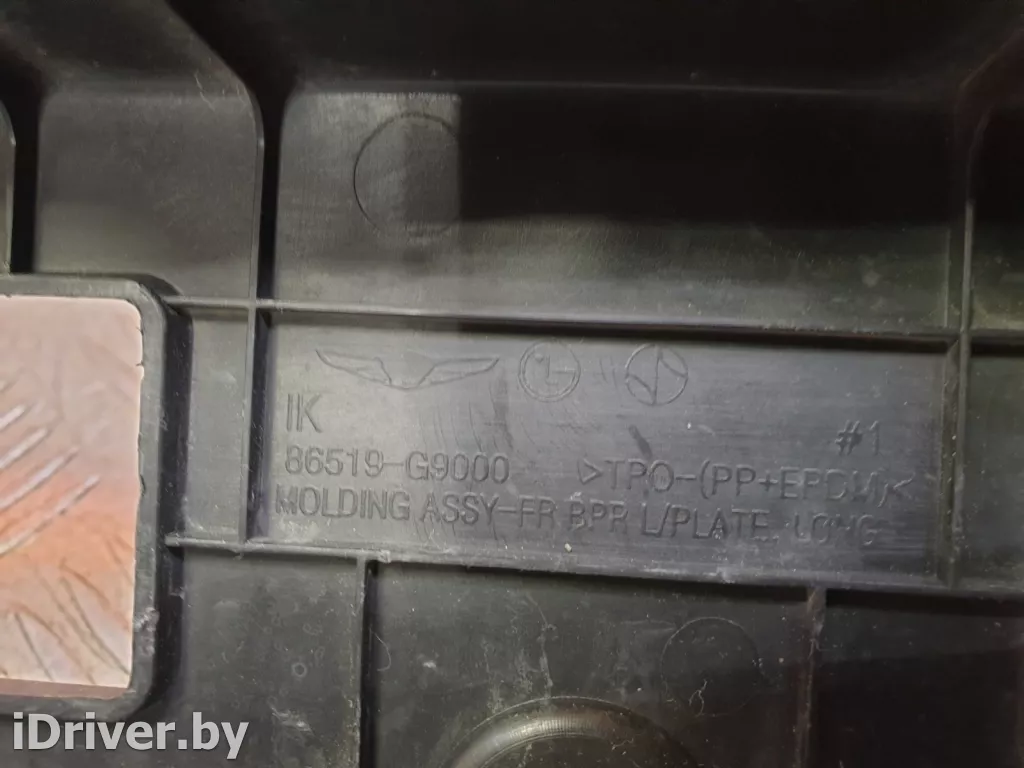 IK
#1
86519-G9000 >TPO-(PP+EPDM)<
MOLDING ASSY-FR BPR L/PLATE, LONG
iDriver.by